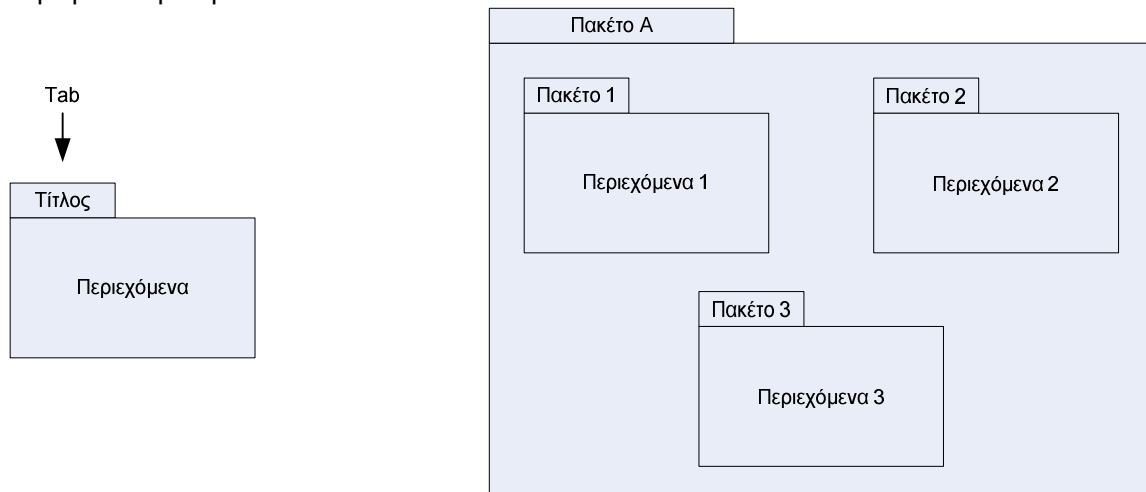 Tab
Τίτλος
Περιεχόμενα
Πακέτο Α
Πακέτο 1
Περιεχόμενα 1
Πακέτο 2
Περιεχόμενα 2
Πακέτο 3
Περιεχόμενα 3